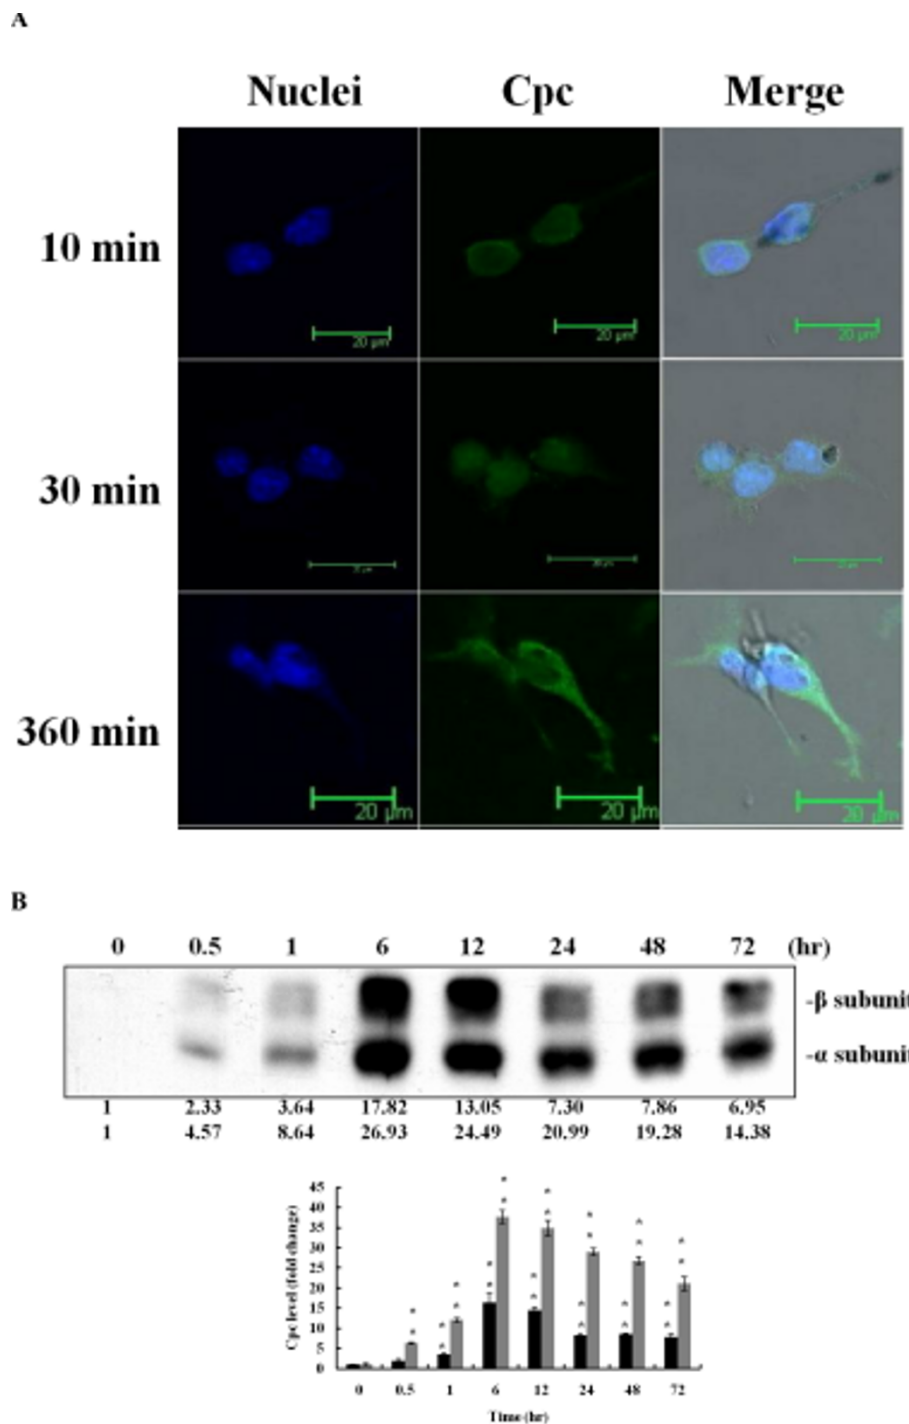 A
Nuclei Cpc Merge
10 min
20 µm 20 µm 20 µm
30 min
360 min
20 µm 20 µm 20 µm
B
0 0.5 1 6 12 24 48 72 (hr)
-β subunit
-α subunit
1 2.33 3.64 17.82 13.05 7.30 7.86 6.95
1 4.57 8.64 26.93 24.49 20.99 19.28 14.38
Cpc level (fold change)
45
40
35
30
25
20
15
10
5
0
0 0.5 1 6 12 24 48 72
Time (hr)